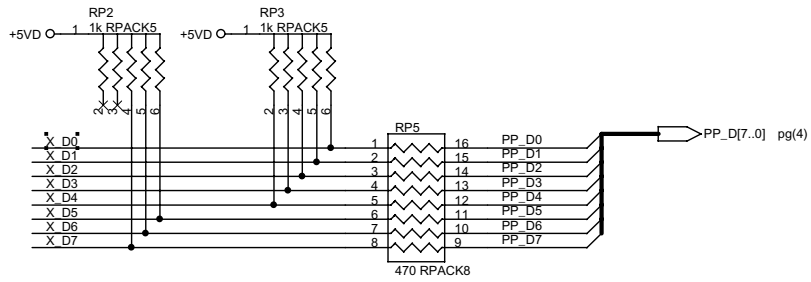 RP2
1k RPACK5
+5VD
1
2
3
4
5
6
RP3
1k RPACK5
+5VD
1
2
3
4
5
6
RP5
X_D0 1 16 PP_D0
X_D1 2 15 PP_D1
X_D2 3 14 PP_D2
X_D3 4 13 PP_D3
X_D4 5 12 PP_D4
X_D5 6 11 PP_D5
X_D6 7 10 PP_D6
X_D7 8 9 PP_D7
470 RPACK8
PP_D[7..0] pg(4)